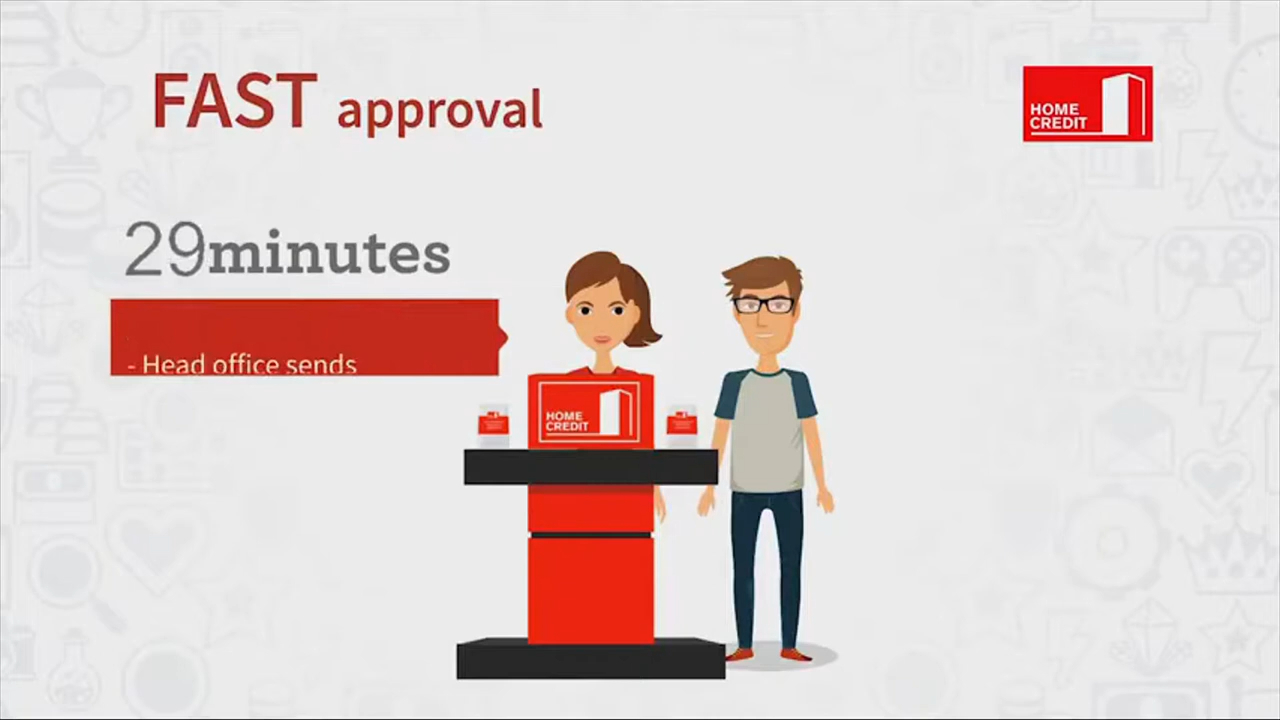 FAST approval
HOME
CREDIT
29minutes
- Head office sends
HOME
CREDIT